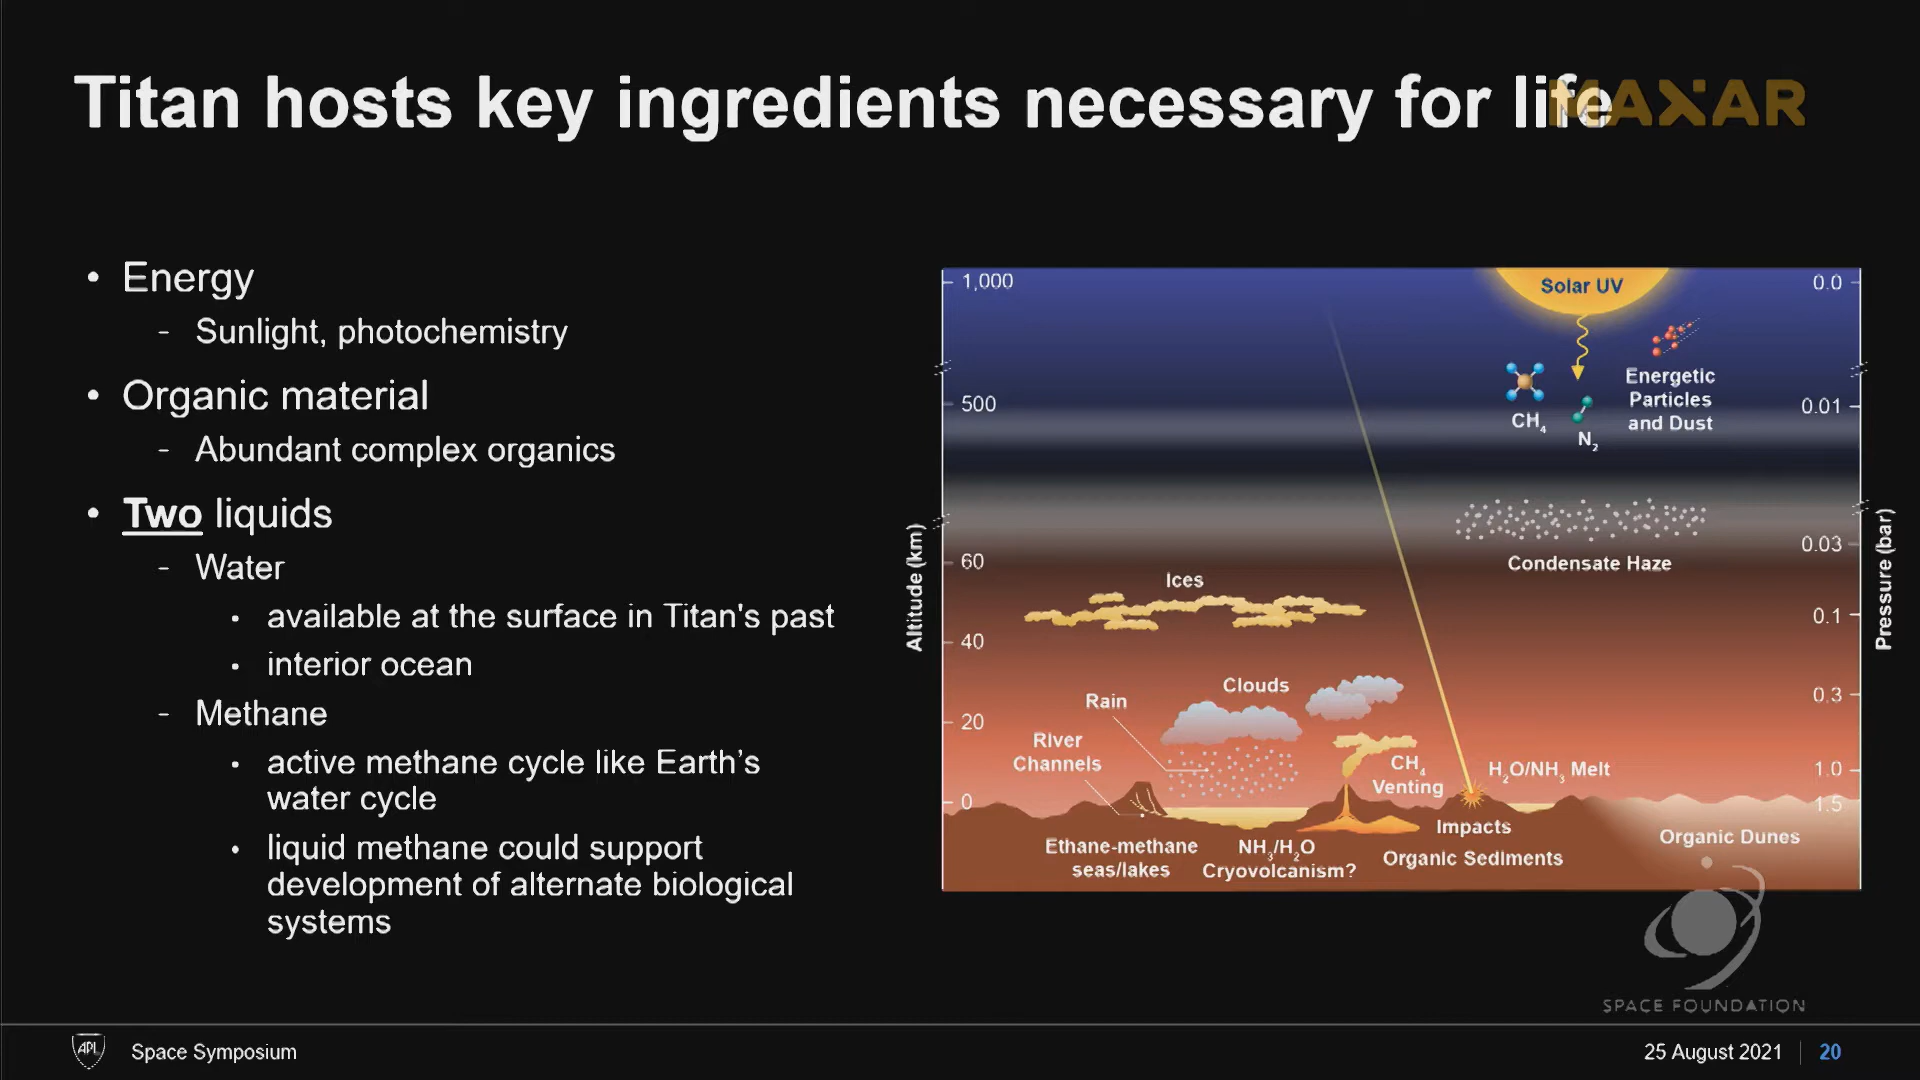 Titan hosts key ingredients necessary for life
MAXAR
• Energy
- Sunlight, photochemistry
• Organic material
- Abundant complex organics
• Two liquids
- Water
• available at the surface in Titan's past
• interior ocean
- Methane
• active methane cycle like Earth’s
water cycle
• liquid methane could support
development of alternate biological
systems
Altitude (km)
1,000
500
60
40
20
0
Solar UV
CH₄
N₂
Energetic
Particles
and Dust
Condensate Haze
Ices
Clouds
Rain
River
Channels
CH₄
Venting
H₂O/NH₃ Melt
Impacts
Ethane-methane
seas/lakes
NH₃/H₂O
Cryovolcanism?
Organic Sediments
Organic Dunes
0.0
0.01
0.03
0.1
0.3
1.0
1.5
Pressure (bar)
SPACE FOUNDATION
APL
Space Symposium
25 August 2021
20